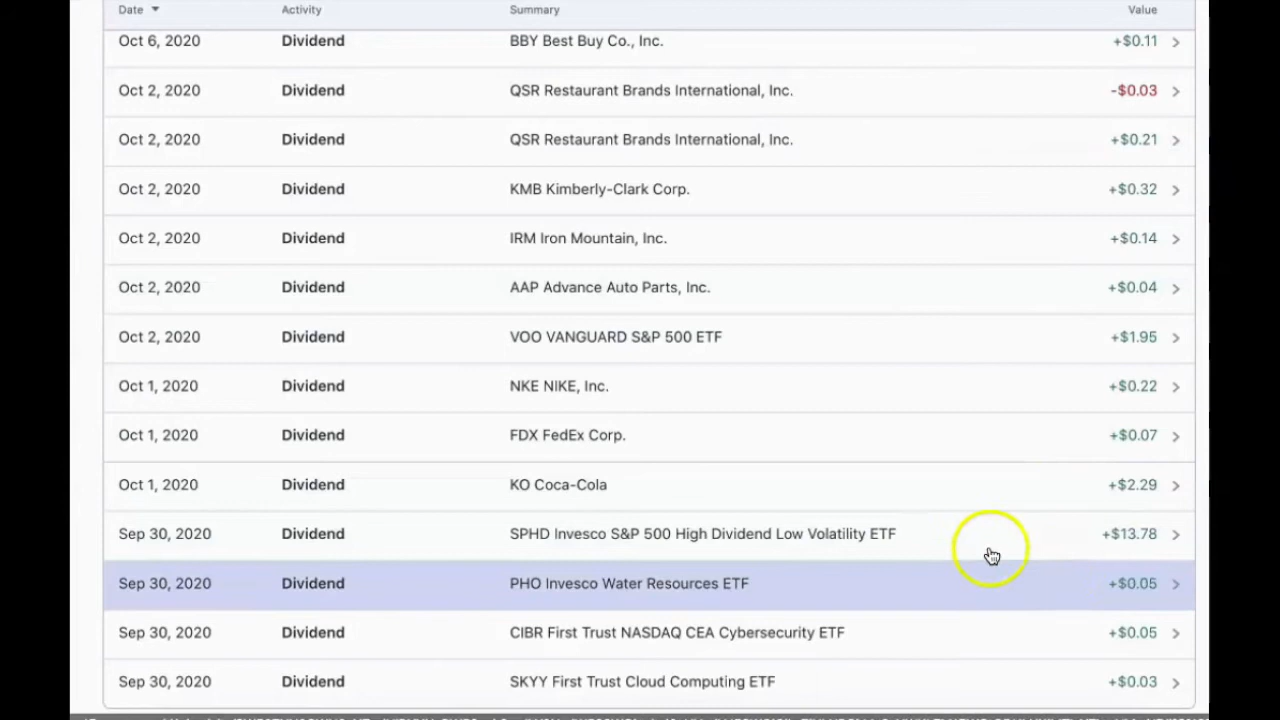 Date ▼ Activity Summary Value
Oct 6, 2020 Dividend BBY Best Buy Co., Inc. +$0.11
Oct 2, 2020 Dividend QSR Restaurant Brands International, Inc. -$0.03
Oct 2, 2020 Dividend QSR Restaurant Brands International, Inc. +$0.21
Oct 2, 2020 Dividend KMB Kimberly-Clark Corp. +$0.32
Oct 2, 2020 Dividend IRM Iron Mountain, Inc. +$0.14
Oct 2, 2020 Dividend AAP Advance Auto Parts, Inc. +$0.04
Oct 2, 2020 Dividend VOO VANGUARD S&P 500 ETF +$1.95
Oct 1, 2020 Dividend NKE NIKE, Inc. +$0.22
Oct 1, 2020 Dividend FDX FedEx Corp. +$0.07
Oct 1, 2020 Dividend KO Coca-Cola +$2.29
Sep 30, 2020 Dividend SPHD Invesco S&P 500 High Dividend Low Volatility ETF +$13.78
Sep 30, 2020 Dividend PHO Invesco Water Resources ETF +$0.05
Sep 30, 2020 Dividend CIBR First Trust NASDAQ CEA Cybersecurity ETF +$0.05
Sep 30, 2020 Dividend SKYY First Trust Cloud Computing ETF +$0.03